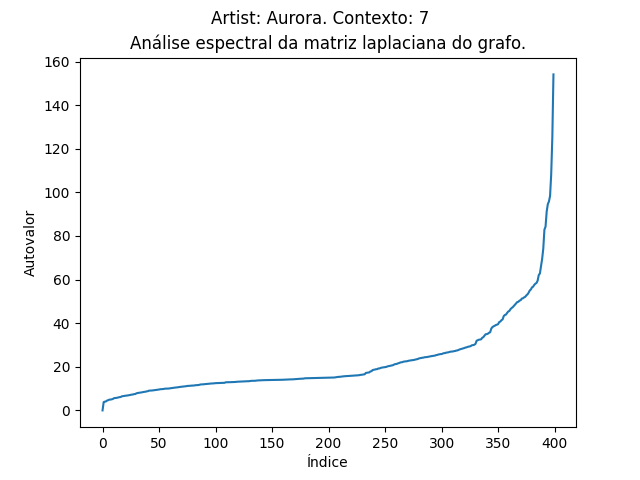 Artist: Aurora. Contexto: 7
Análise espectral da matriz laplaciana do grafo.
160
140
120
100
80
60
40
20
0
Autovalor
0 50 100 150 200 250 300 350 400
Índice